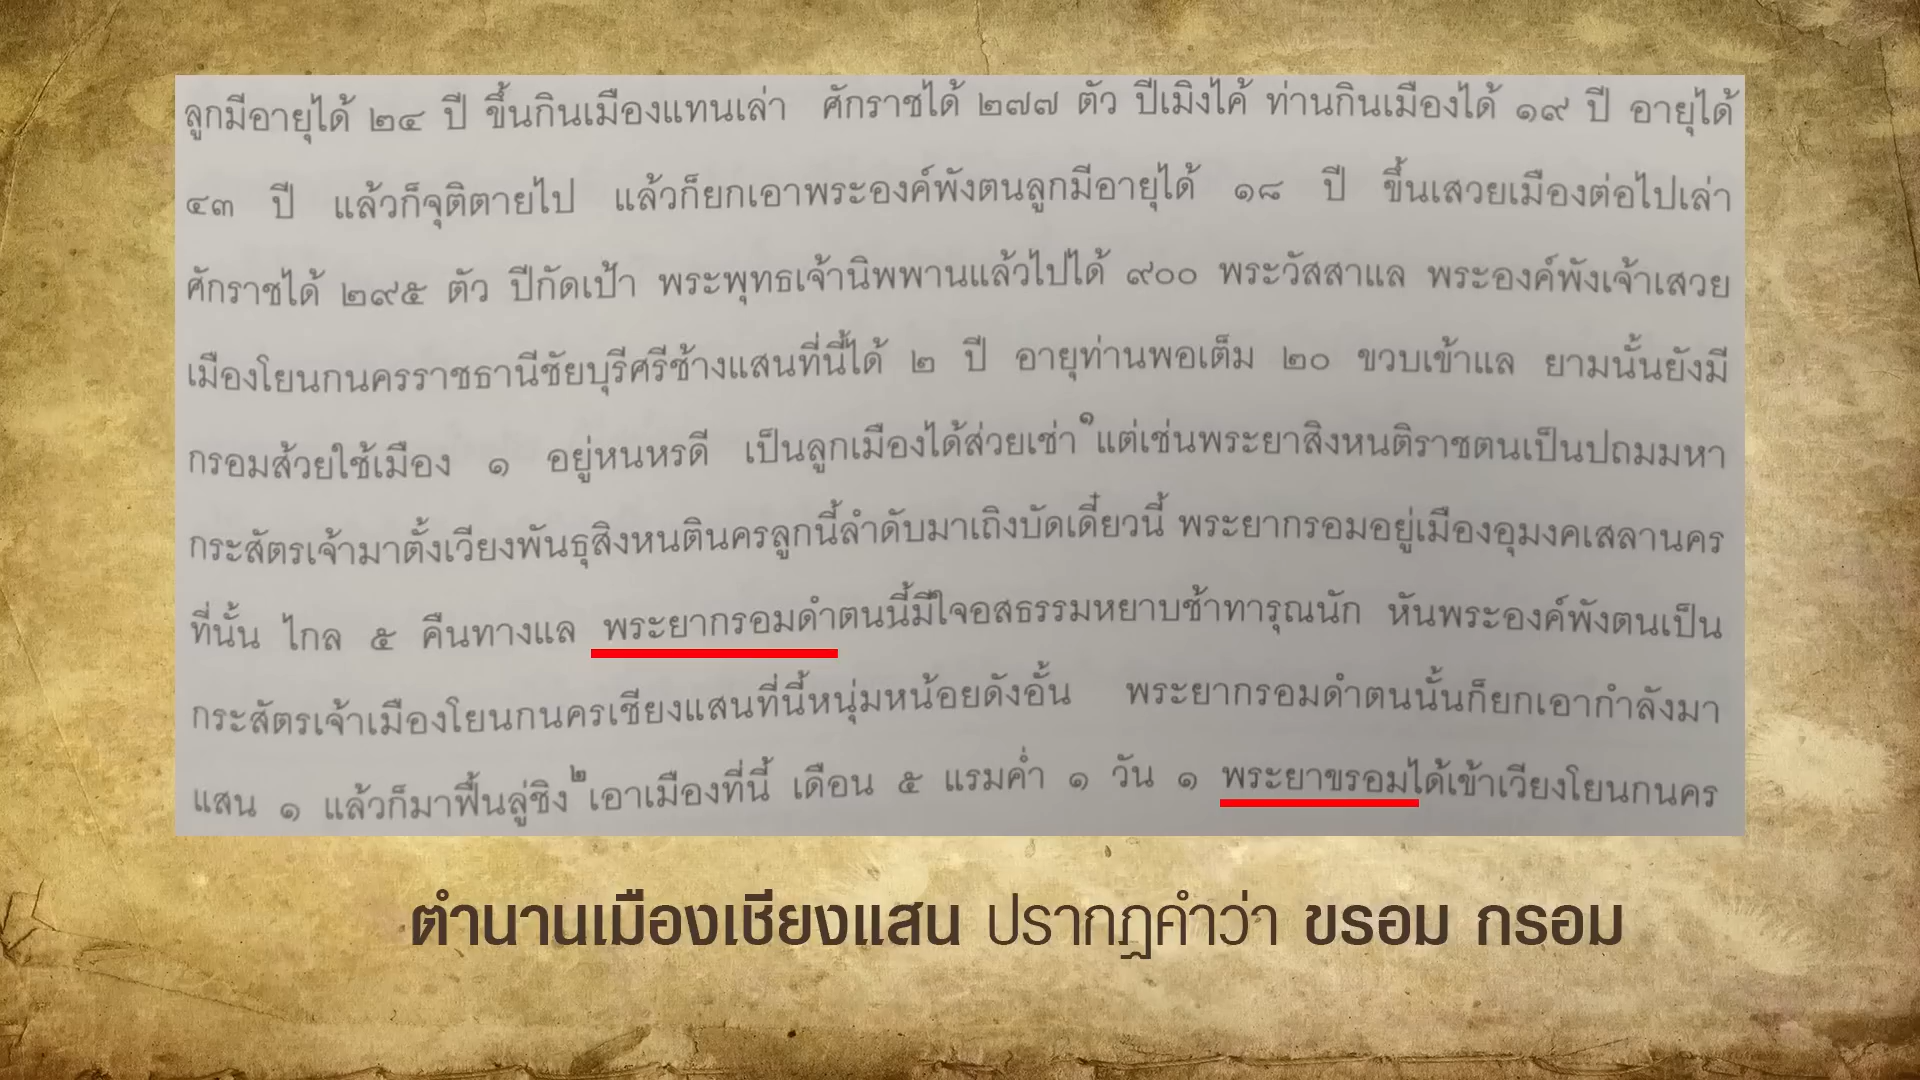 ลูกมีอายุได้ ๒๔ ปี ขึ้นกินเมืองแทนเล่า ศักราชได้ ๒๗๗ ตัว ปีเมิงไค้ ท่านกินเมืองได้ ๑๙ ปี อายุได้
๔๓ ปี แล้วก็จุติตายไป แล้วก็ยกเอาพระองค์พังตนลูกมีอายุได้ ๑๘ ปี ขึ้นเสวยเมืองต่อไปเล่า
ศักราชได้ ๒๙๕ ตัว ปีกัดเป้า พระพุทธเจ้านิพพานแล้วไปได้ ๙๐๐ พระวัสสาแล พระองค์พังเจ้าเสวย
เมืองโยนกนครราชธานีชัยบุรีศรีช้างแสนที่นี้ได้ ๒ ปี อายุท่านพอเต็ม ๒๐ ขวบเข้าแล ยามนั้นยังมี
กรอมส้วยใช้เมือง ๑ อยู่หนหรดี เป็นลูกเมืองได้ส่วยเช่า๑ แต่เช่นพระยาสิงหนติราชตนเป็นปถมมหา
กระสัตรเจ้ามาตั้งเวียงพันธุสิงหนตินครลูกนี้ลำดับมาเถิงบัดเดี๋ยวนี้ พระยากรอมอยู่เมืองอุมงคเสลานคร
ที่นั้น ไกล ๕ คืนทางแล พระยากรอมดำตนนี้มีใจอสธรรมหยาบช้าทารุณนัก หันพระองค์พังตนเป็น
กระสัตรเจ้าเมืองโยนกนครเชียงแสนที่นี้หนุ่มหน้อยดังอั้น พระยากรอมดำตนนั้นก็ยกเอากำลังมา
แสน ๑ แล้วก็มาฟื้นลู่ชิง๒ เอาเมืองที่นี้ เดือน ๕ แรมค่ำ ๑ วัน ๑ พระยาขรอมได้เข้าเวียงโยนกนคร
ตำนานเมืองเชียงแสน ปรากฏคำว่า ขรอม กรอม